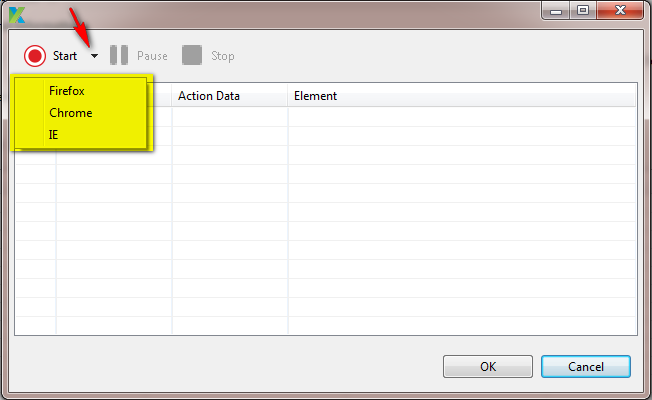 Start Pause Stop
Firefox
Chrome
IE
Action Data Element
OK Cancel